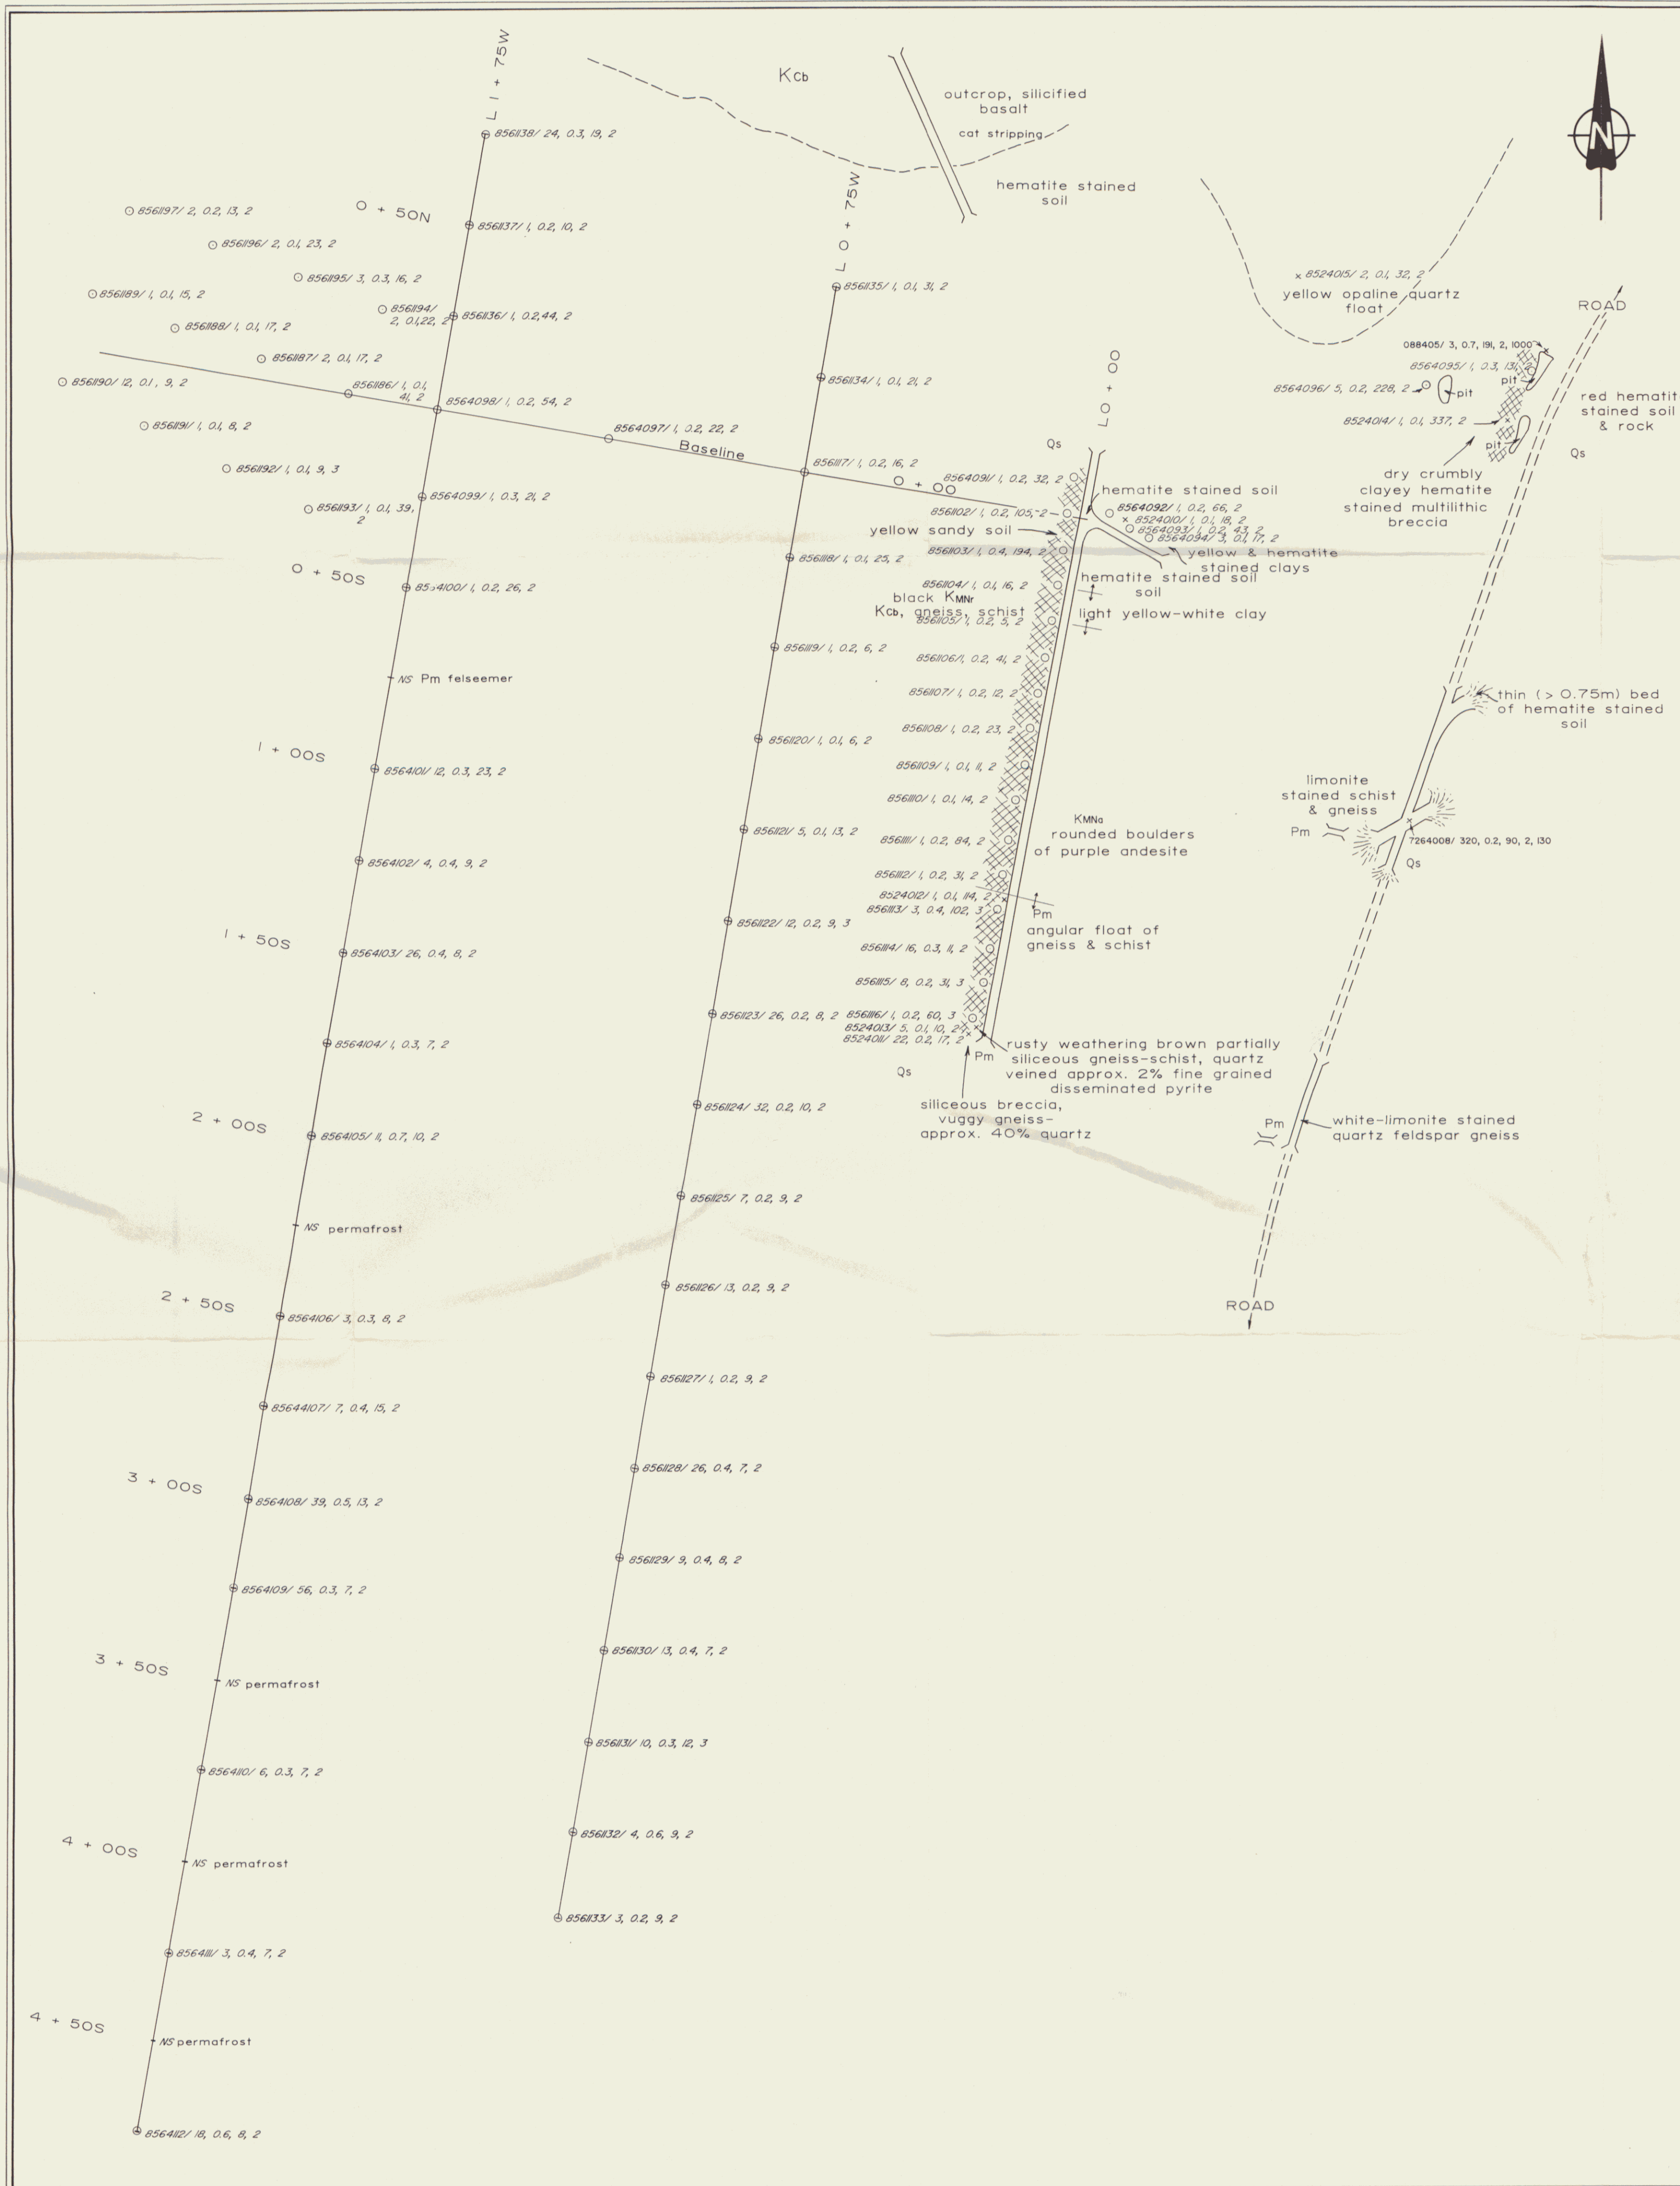 L 1 + 75W
KCb
outcrop, silicified
basalt
cat stripping
hematite stained
soil
N
8561138/ 24, 0.3, 19, 2
L 0 + 75W
0 + 50N
8561197/ 2, 0.2, 13, 2
8561137/ 1, 0.2, 10, 2
8561196/ 2, 0.1, 23, 2
8561195/ 3, 0.3, 16, 2
8561189/ 1, 0.1, 15, 2
8561194/
2, 0.1,22, 2
8561136/ 1, 0.2,44, 2
8561135/ 1, 0.1, 31, 2
8561188/ 1, 0.1, 17, 2
8561187/ 2, 0.1, 17, 2
8561190/ 12, 0.1, 9, 2
8561186/ 1, 0.1,
41, 2
8561134/ 1, 0.1, 21, 2
8564098/ 1, 0.2, 54, 2
8561191/ 1, 0.1, 8, 2
8564097/ 1, 0.2, 22, 2
Baseline
8561117/ 1, 0.2, 16, 2
0 + 00
8561192/ 1, 0.1, 9, 3
8564099/ 1, 0.3, 21, 2
8561193/ 1, 0.1, 39,
2
8561118/ 1, 0.1, 25, 2
0 + 50S
8564100/ 1, 0.2, 26, 2
8561119/ 1, 0.2, 6, 2
NS Pm felseemer
8561120/ 1, 0.1, 6, 2
1 + 00S
8564101/ 12, 0.3, 23, 2
8561121/ 5, 0.1, 13, 2
8564102/ 4, 0.4, 9, 2
8561122/ 12, 0.2, 9, 3
1 + 50S
8564103/ 26, 0.4, 8, 2
8561123/ 26, 0.2, 8, 2
8564104/ 1, 0.3, 7, 2
8561124/ 32, 0.2, 10, 2
2 + 00S
8564105/ 11, 0.7, 10, 2
8561125/ 7, 0.2, 9, 2
NS permafrost
8561126/ 13, 0.2, 9, 2
2 + 50S
8564106/ 3, 0.3, 8, 2
8561127/ 1, 0.2, 9, 2
85644107/ 7, 0.4, 15, 2
8561128/ 26, 0.4, 7, 2
3 + 00S
8564108/ 39, 0.5, 13, 2
8561129/ 9, 0.4, 8, 2
8564109/ 56, 0.3, 7, 2
8561130/ 13, 0.4, 7, 2
3 + 50S
NS permafrost
8561131/ 10, 0.3, 12, 3
8564110/ 6, 0.3, 7, 2
8561132/ 4, 0.6, 9, 2
4 + 00S
NS permafrost
8561133/ 3, 0.2, 9, 2
8564111/ 3, 0.4, 7, 2
4 + 50S
NS permafrost
8564112/ 18, 0.6, 8, 2
L0 + 00
Qs
8564091/ 1, 0.2, 32, 2
hematite stained soil
8561102/ 1, 0.2, 105, 2
8564092/ 1, 0.2, 66, 2
8524010/ 1, 0.1, 18, 2
yellow sandy soil
8564093/ 1, 0.2, 43, 2
8564094/ 3, 0.1, 17, 2
8561103/ 1, 0.4, 194, 2
yellow & hematite
stained clays
8561104/ 1, 0.1, 16, 2
hematite stained soil
soil
black KMNr
KCb, gneiss, schist
light yellow-white clay
8561105/ 1, 0.2, 5, 2
8561106/1, 0.2, 41, 2
8561107/ 1, 0.2, 12, 2
8561108/ 1, 0.2, 23, 2
8561109/ 1, 0.1, 11, 2
8561110/ 1, 0.1, 14, 2
KMNa
rounded boulders
of purple andesite
8561111/ 1, 0.2, 84, 2
8561112/ 1, 0.2, 31, 2
8524012/ 1, 0.1, 114, 2
8561113/ 3, 0.4, 102, 3
Pm
angular float of
gneiss & schist
8561114/ 16, 0.3, 11, 2
8561115/ 8, 0.2, 31, 3
8561116/ 1, 0.2, 60, 3
8524013/ 5, 0.1, 10, 2
8524011/ 22, 0.2, 17, 2
Pm
rusty weathering brown partially
siliceous gneiss-schist, quartz
veined approx. 2% fine grained
disseminated pyrite
Qs
siliceous breccia,
vuggy gneiss-
approx. 40% quartz
8524015/ 2, 0.1, 32, 2
yellow opaline quartz
float
ROAD
088405/ 3, 0.7, 191, 2, 1000
8564095/ 1, 0.3, 131, 2
pit
8564096/ 5, 0.2, 228, 2
pit
red hematit
stained soil
& rock
8524014/ 1, 0.1, 337, 2
pit
Qs
dry crumbly
clayey hematite
stained multilithic
breccia
thin (> 0.75m) bed
of hematite stained
soil
limonite
stained schist
& gneiss
Pm
7264008/ 320, 0.2, 90, 2, 130
Qs
Pm
white-limonite stained
quartz feldspar gneiss
ROAD